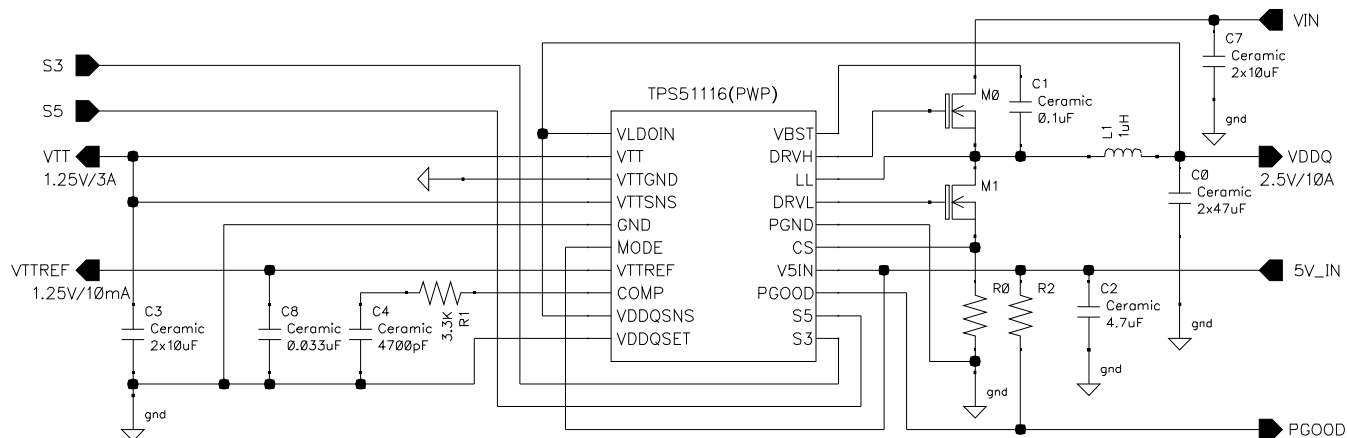 VIN
C7
Ceramic
2x10uF
gnd
S3
S5
VTT
1.25V/3A
VTTREF
1.25V/10mA
C3
Ceramic
2x10uF
gnd
C8
Ceramic
0.033uF
C4
Ceramic
4700pF
3.3K
R1
TPS51116(PWP)
VLDOIN
VTT
VTTGND
VTTSNS
GND
MODE
VTTREF
COMP
VDDQSNS
VDDQSET
VBST
DRVH
LL
DRVL
PGND
CS
V5IN
PGOOD
S5
S3
M0
M1
C1
Ceramic
0.1uF
L1
1uH
VDDQ
2.5V/10A
C0
Ceramic
2x47uF
gnd
5V_IN
R0
R2
C2
Ceramic
4.7uF
gnd
gnd
PGOOD